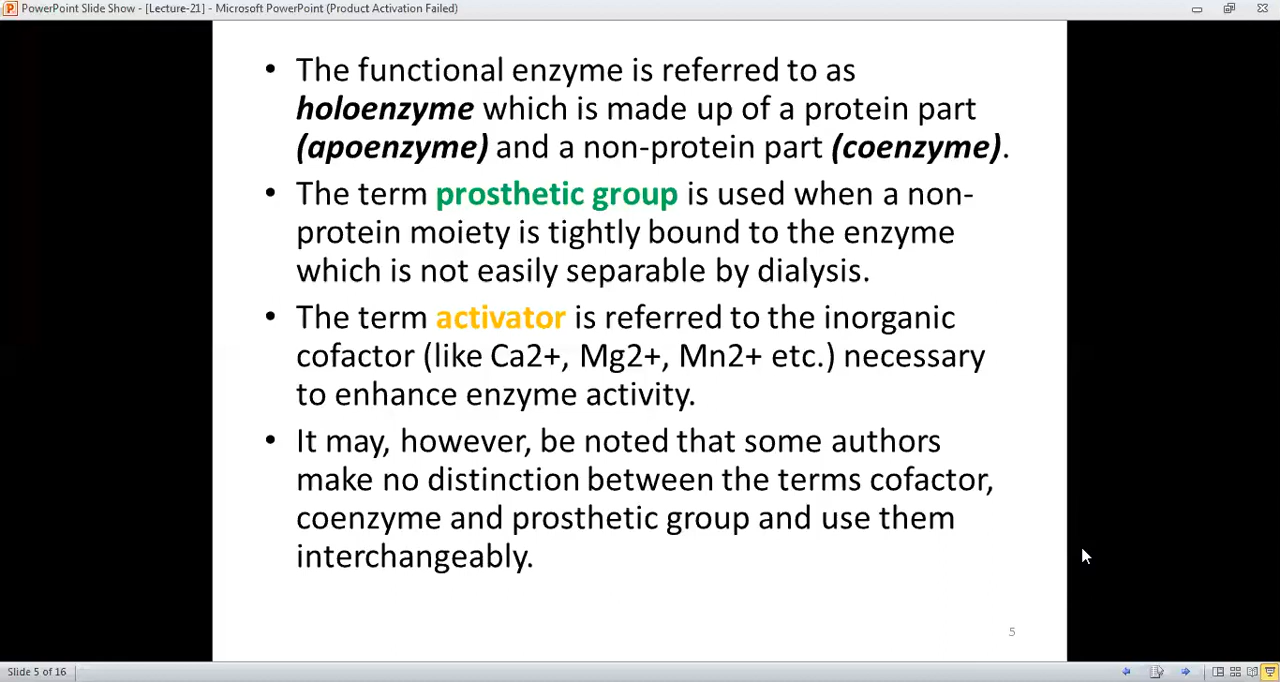 PowerPoint Slide Show - [Lecture-21] - Microsoft PowerPoint (Product Activation Failed)
• The functional enzyme is referred to as
holoenzyme which is made up of a protein part
(apoenzyme) and a non-protein part (coenzyme).
• The term prosthetic group is used when a non-
protein moiety is tightly bound to the enzyme
which is not easily separable by dialysis.
• The term activator is referred to the inorganic
cofactor (like Ca2+, Mg2+, Mn2+ etc.) necessary
to enhance enzyme activity.
• It may, however, be noted that some authors
make no distinction between the terms cofactor,
coenzyme and prosthetic group and use them
interchangeably.
5
Slide 5 of 16